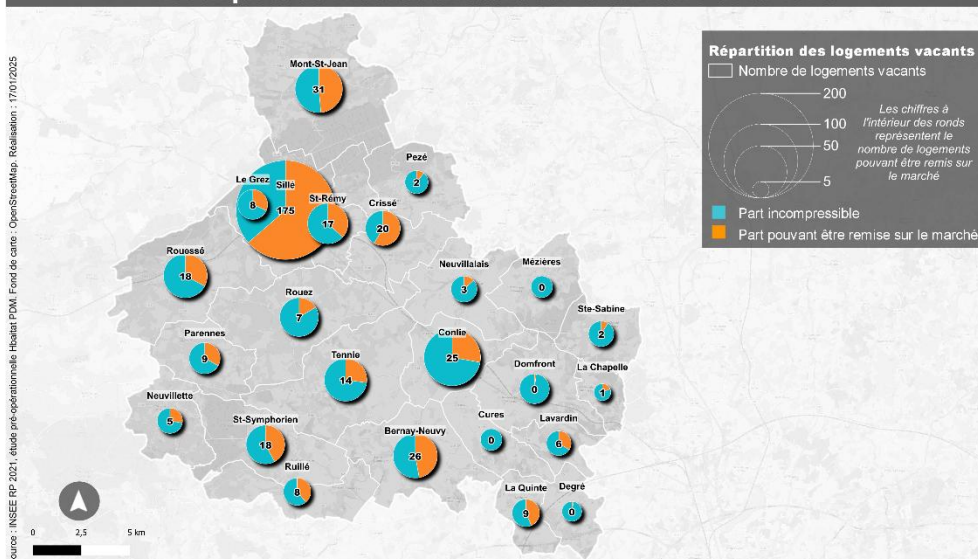 Mont-St-Jean
31
Pezé
2
Le Grez
8
Sillé
175
St-Rémy
17
Crissé
20
Rouessé
18
Rouez
7
Neuvillalais
3
Mézières
0
Ste-Sabine
2
Parennes
9
Tennie
14
Conlie
25
Domfront
0
La Chapelle
1
Neuvillette
5
St-Symphorien
18
Bernay-Neuvy
26
Cures
0
Lavardin
6
Ruillé
8
La Quinte
9
Degré
0
Répartition des logements vacants
Nombre de logements vacants
200
100
50
5
Les chiffres à
l'intérieur des ronds
représentent le
nombre de logements
pouvant être remis sur
le marché
Part incompressible
Part pouvant être remise sur le marché
0 2,5 5 km
ource : INSEE RP 2021, étude pré-opérationnelle Hbaitat PDM. Fond de carte : OpenStreetMap. Réalisation : 17/01/2025